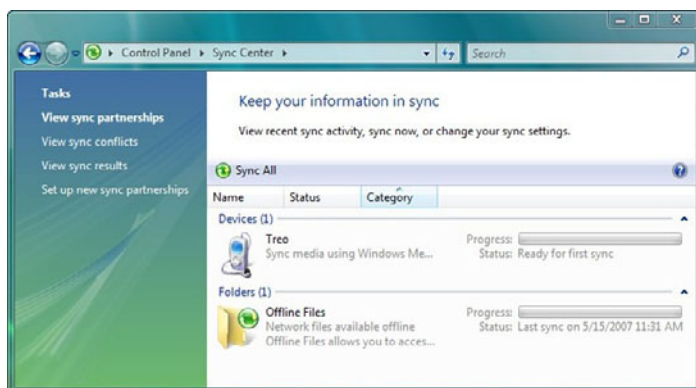 Control Panel Sync Center
Search
Tasks
View sync partnerships
View sync conflicts
View sync results
Set up new sync partnerships
Keep your information in sync
View recent sync activity, sync now, or change your sync settings.
Sync All
Name Status Category
Devices (1)
Treo
Sync media using Windows Me...
Progress:
Status: Ready for first sync
Folders (1)
Offline Files
Network files available offline
Offline Files allows you to acces...
Progress:
Status: Last sync on 5/15/2007 11:31 AM